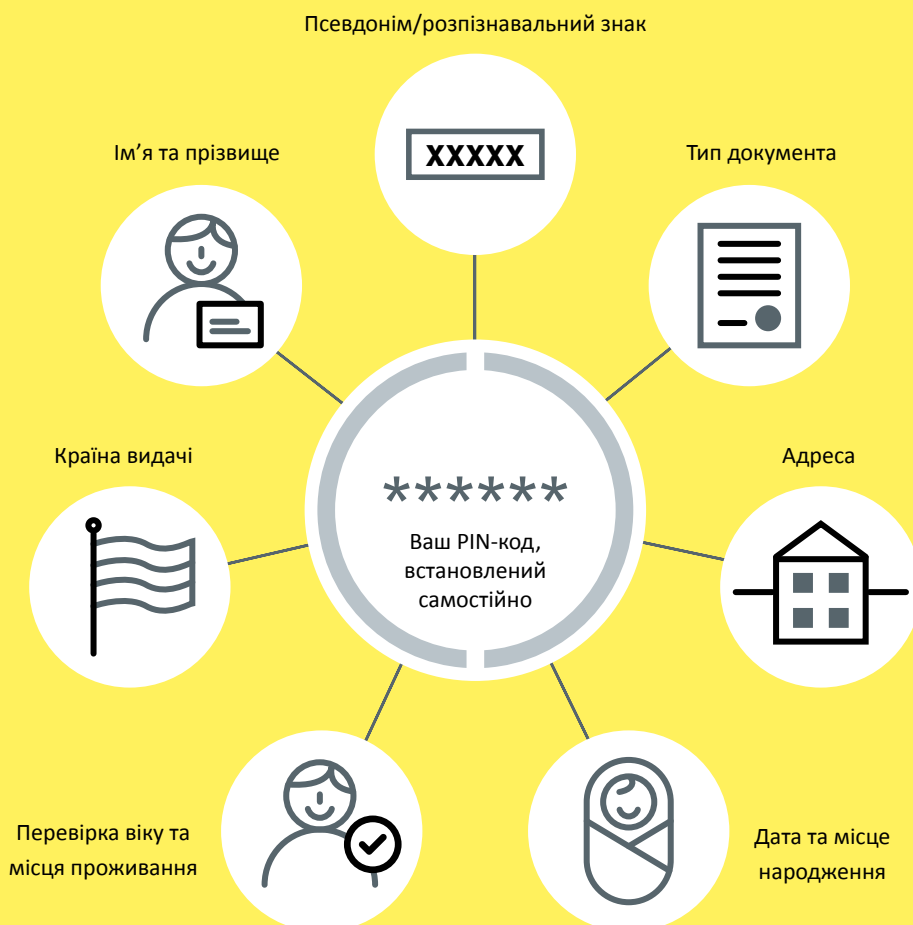 Псевдонім/розпізнавальний знак
XXXXX
Ім’я та прізвище
Тип документа
Країна видачі
Адреса
******
Ваш PIN-код,
встановлений
самостійно
Перевірка віку та
місця проживання
Дата та місце
народження